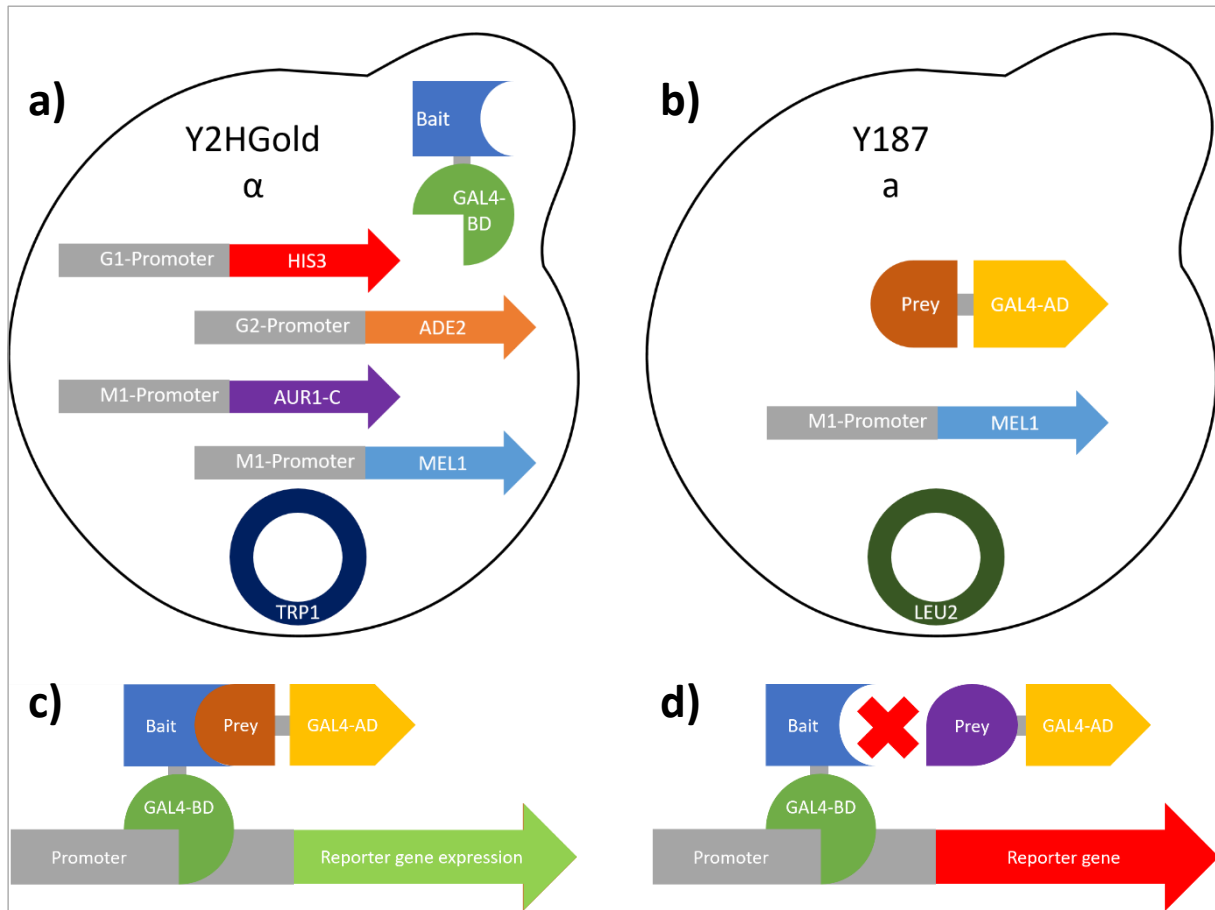 a)
Y2HGold
α
Bait
GAL4-
BD
G1-Promoter
HIS3
G2-Promoter
ADE2
M1-Promoter
AUR1-C
M1-Promoter
MEL1
TRP1
b)
Y187
a
Prey
GAL4-AD
M1-Promoter
MEL1
LEU2
c)
Bait
Prey
GAL4-AD
GAL4-BD
Promoter
Reporter gene expression
d)
Bait
Prey
GAL4-AD
GAL4-BD
Promoter
Reporter gene